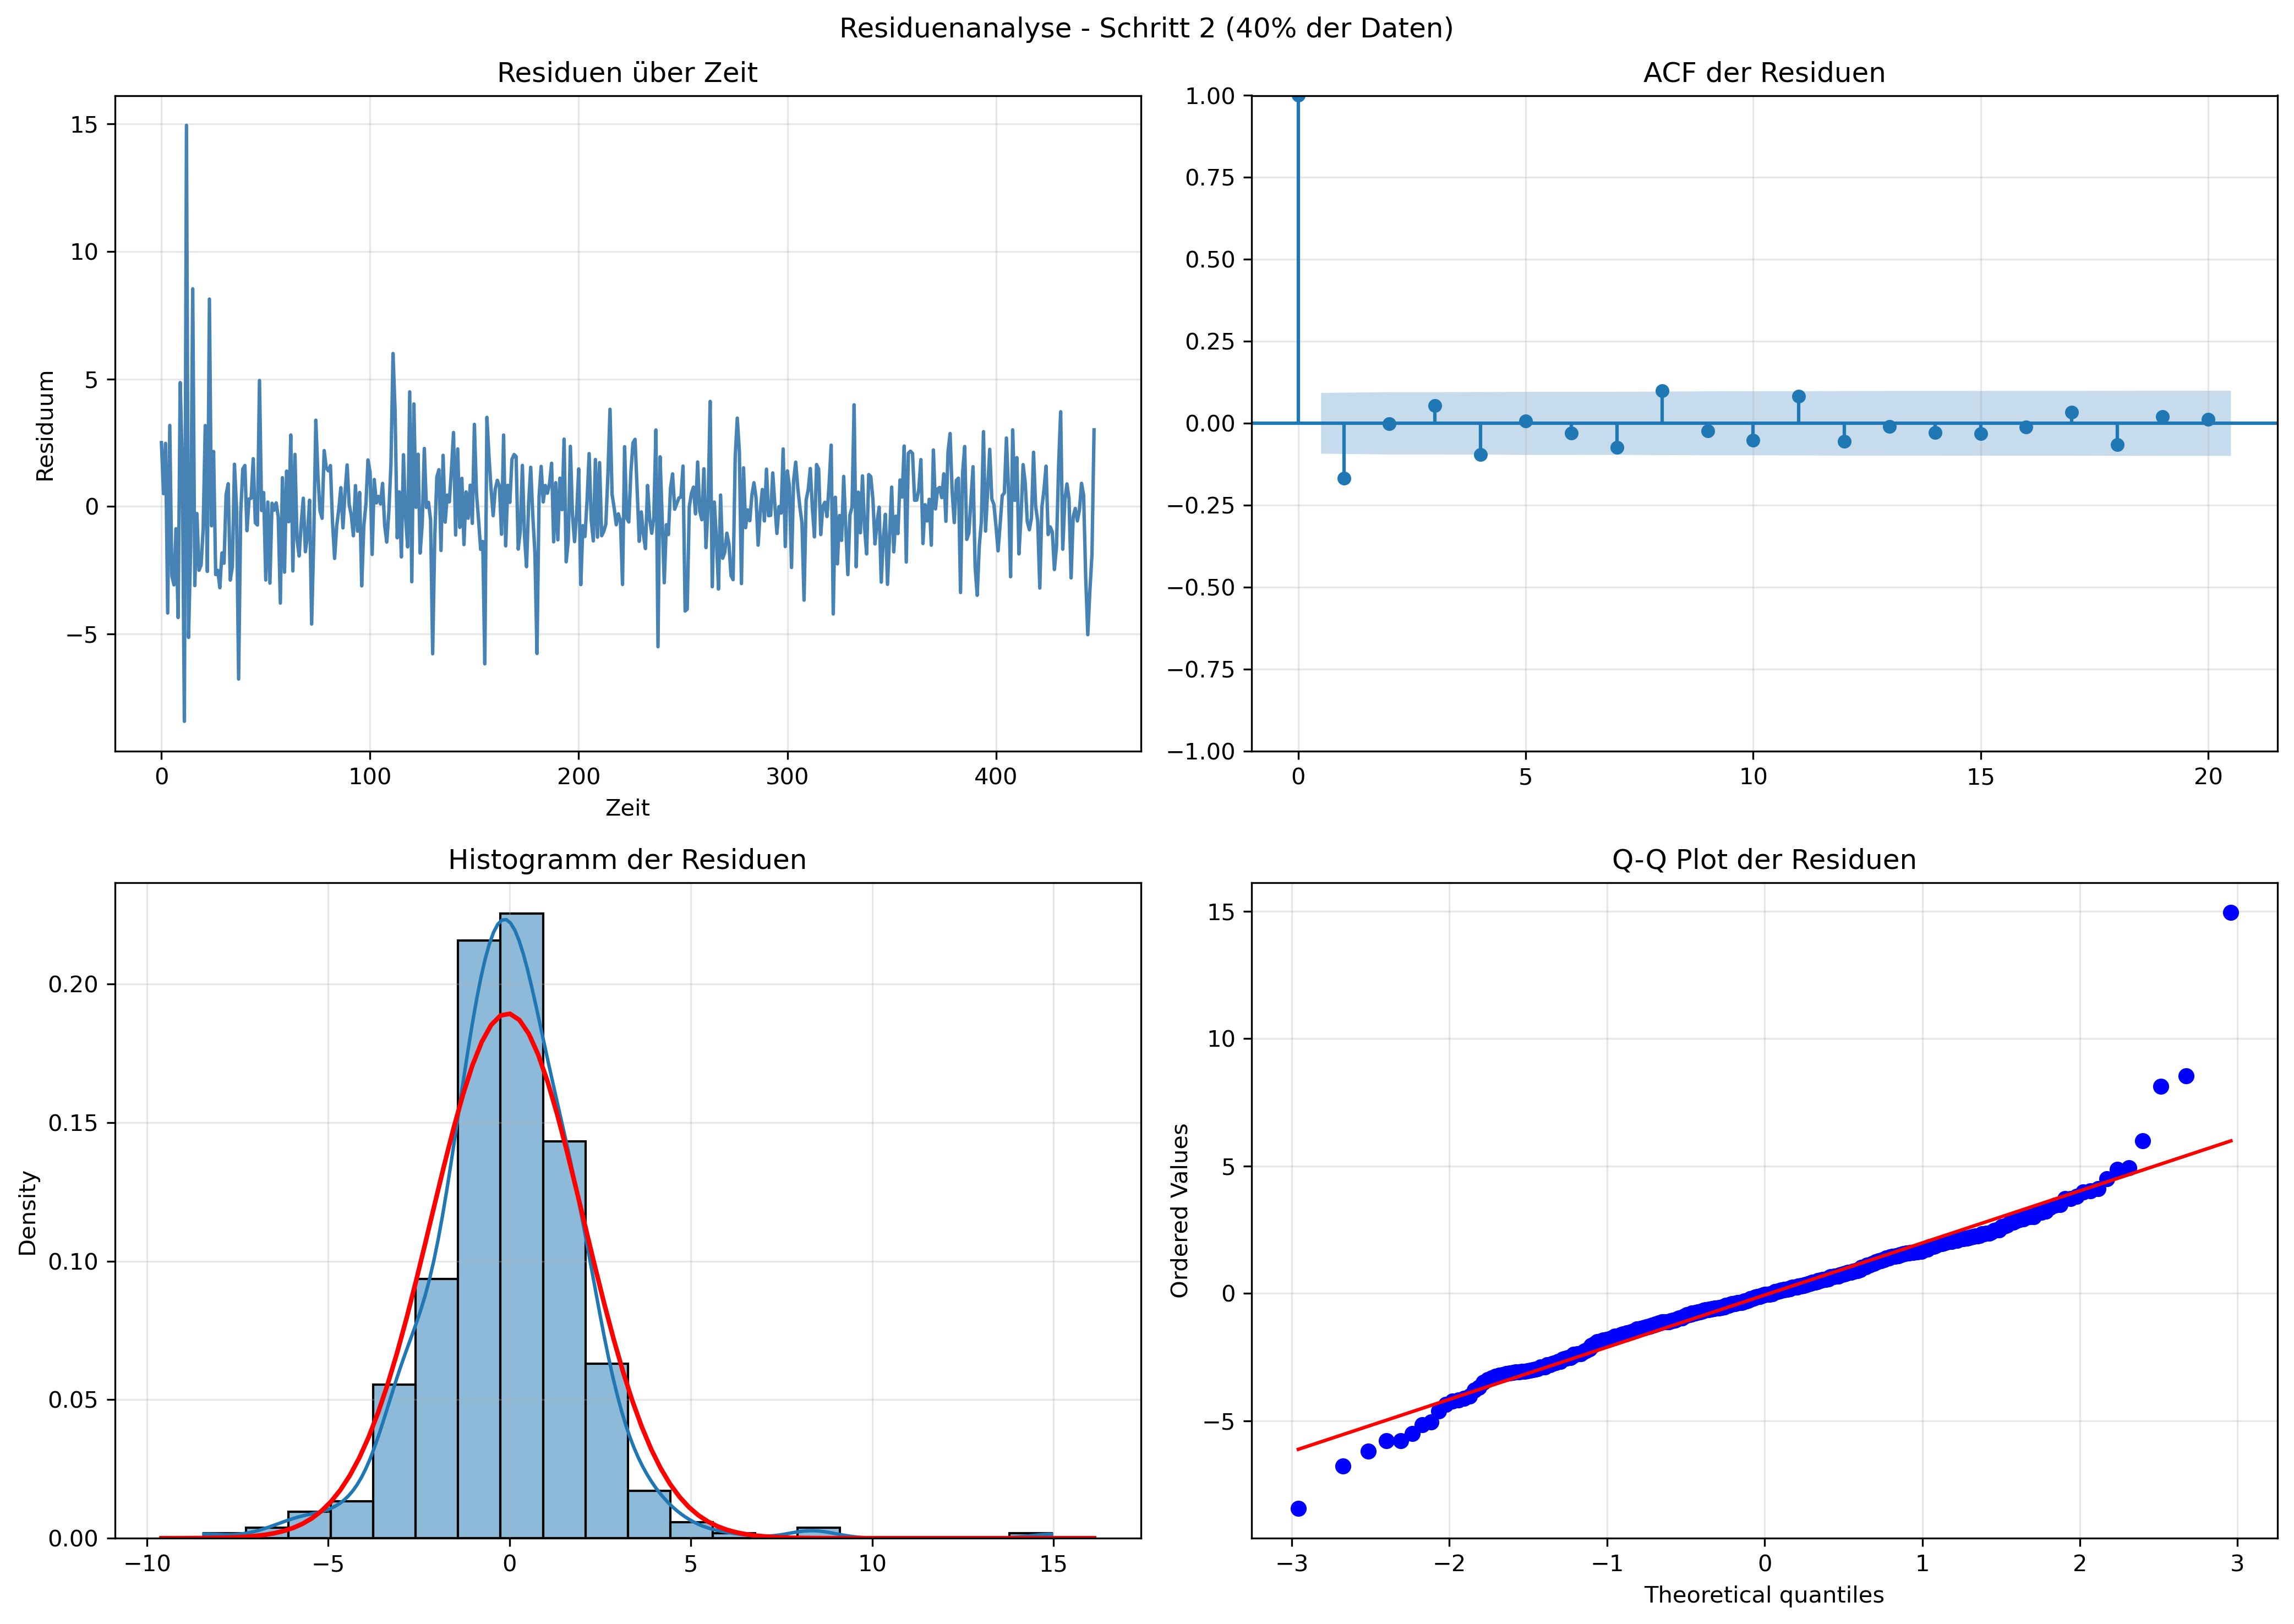 Residuenanalyse - Schritt 2 (40% der Daten)
Residuen über Zeit
Residuum
15
10
5
0
−5
0 100 200 300 400
Zeit
ACF der Residuen
1.00
0.75
0.50
0.25
0.00
−0.25
−0.50
−0.75
−1.00
0 5 10 15 20
Histogramm der Residuen
Density
0.20
0.15
0.10
0.05
0.00
−10 −5 0 5 10 15
Q-Q Plot der Residuen
Ordered Values
15
10
5
0
−5
−3 −2 −1 0 1 2 3
Theoretical quantiles